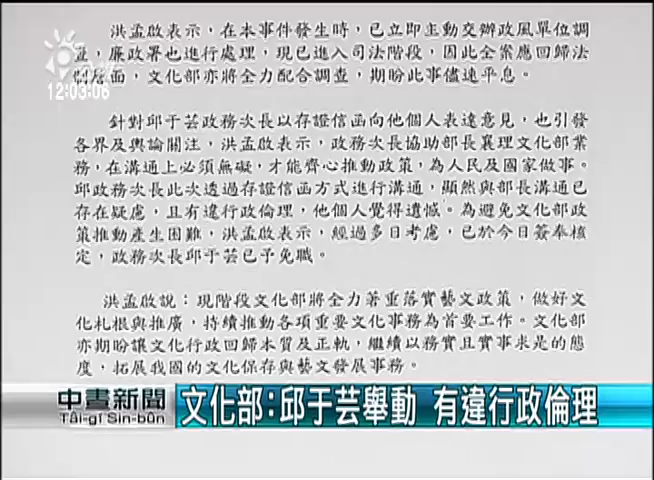 洪孟啟表示，在本事件發生時，已立即主動交辦政風單位調
查，廉政署也進行處理，現已進入司法階段，因此全案應回歸法
制層面，文化部亦將全力配合調查，期盼此事儘速平息。
12:03:06
針對邱于芸政務次長以存證信函向他個人表達意見，也引發
各界及輿論關注，洪孟啟表示，政務次長協助部長襄理文化部業
務，在溝通上必須無礙，才能齊心推動政策，為人民及國家做事。
邱政務次長此次透過存證信函方式進行溝通，顯然與部長溝通已
存在疑慮，且有違行政倫理，他個人覺得遺憾。為避免文化部政
策推動產生困難，洪孟啟表示，經過多日考慮，已於今日簽奉核
定，政務次長邱于芸已予免職。
洪孟啟說：現階段文化部將全力著重落實藝文政策，做好文
化札根與推廣，持續推動各項重要文化事務為首要工作。文化部
亦期盼讓文化行政回歸本質及正軌，繼續以務實且實事求是的態
度，拓展我國的文化保存與藝文發展事務。
中晝新聞
Tâi-gí Sin-bûn
文化部：邱于芸舉動 有違行政倫理